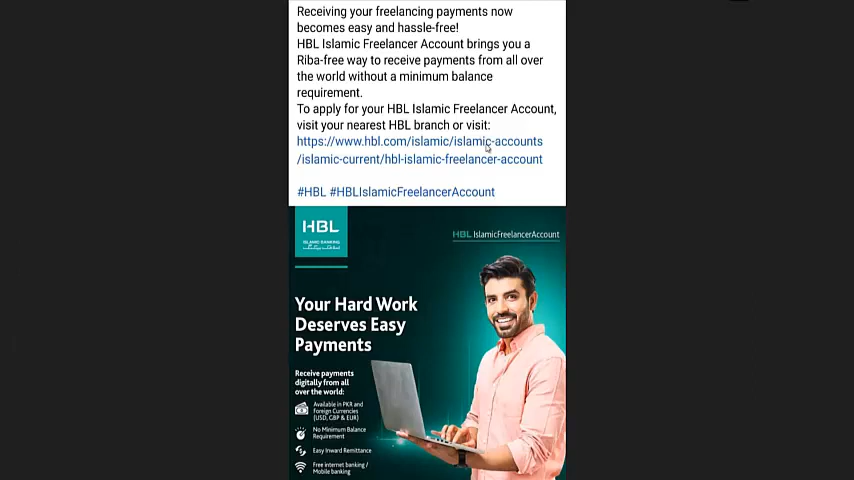 Receiving your freelancing payments now
becomes easy and hassle-free!
HBL Islamic Freelancer Account brings you a
Riba-free way to receive payments from all over
the world without a minimum balance
requirement.
To apply for your HBL Islamic Freelancer Account,
visit your nearest HBL branch or visit:
https://www.hbl.com/islamic/islamic-accounts
/islamic-current/hbl-islamic-freelancer-account
#HBL #HBLIslamicFreelancerAccount
HBL
ISLAMIC BANKING
HBL IslamicFreelancerAccount
Your Hard Work
Deserves Easy
Payments
Receive payments
digitally from all
over the world:
Available in PKR and
Foreign Currencies
(USD, GBP & EUR)
No Minimum Balance
Requirement
Easy Inward Remittance
Free internet banking /
Mobile banking